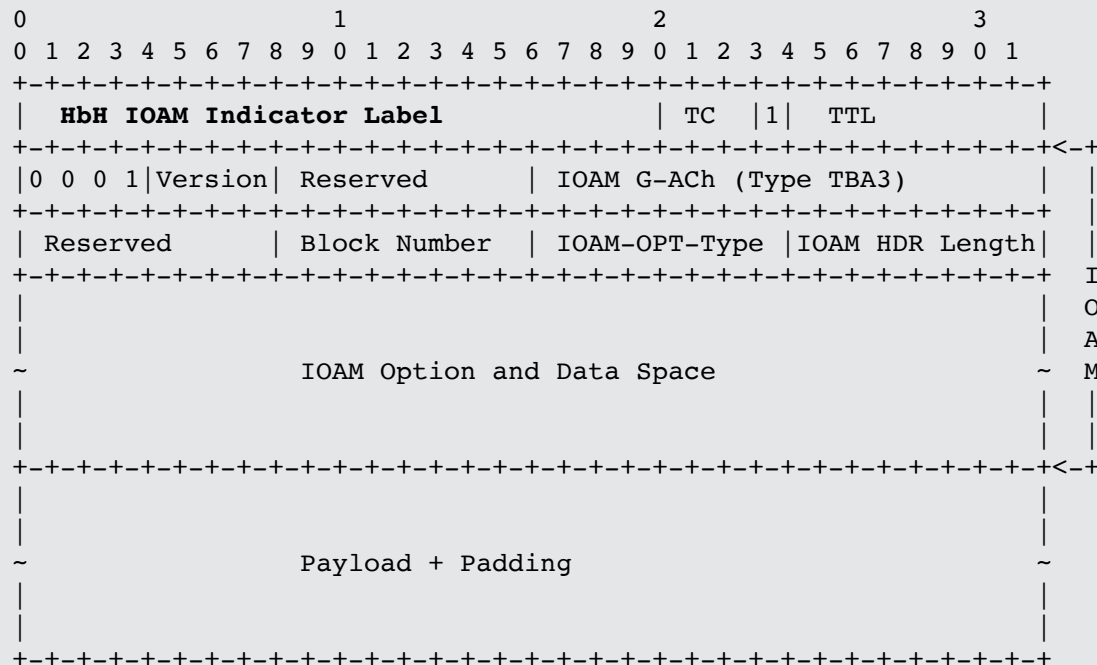 0                   1                   2                   3
0 1 2 3 4 5 6 7 8 9 0 1 2 3 4 5 6 7 8 9 0 1 2 3 4 5 6 7 8 9 0 1
+-+-+-+-+-+-+-+-+-+-+-+-+-+-+-+-+-+-+-+-+-+-+-+-+-+-+-+-+-+-+-+-+
|  HbH IOAM Indicator Label             | TC  |1|  TTL          |
+-+-+-+-+-+-+-+-+-+-+-+-+-+-+-+-+-+-+-+-+-+-+-+-+-+-+-+-+-+-+-+-+<-+
|0 0 0 1|Version| Reserved      | IOAM G-ACh (Type TBA3)        |  |
+-+-+-+-+-+-+-+-+-+-+-+-+-+-+-+-+-+-+-+-+-+-+-+-+-+-+-+-+-+-+-+-+  |
| Reserved      | Block Number  | IOAM-OPT-Type |IOAM HDR Length|  |
+-+-+-+-+-+-+-+-+-+-+-+-+-+-+-+-+-+-+-+-+-+-+-+-+-+-+-+-+-+-+-+-+  I
|                                                               |  O
|                                                               |  A
~                 IOAM Option and Data Space                    ~  M
|                                                               |  |
|                                                               |  |
+-+-+-+-+-+-+-+-+-+-+-+-+-+-+-+-+-+-+-+-+-+-+-+-+-+-+-+-+-+-+-+-+<-+
|                                                               |
|                                                               |
~                 Payload + Padding                             ~
|                                                               |
|                                                               |
+-+-+-+-+-+-+-+-+-+-+-+-+-+-+-+-+-+-+-+-+-+-+-+-+-+-+-+-+-+-+-+-+